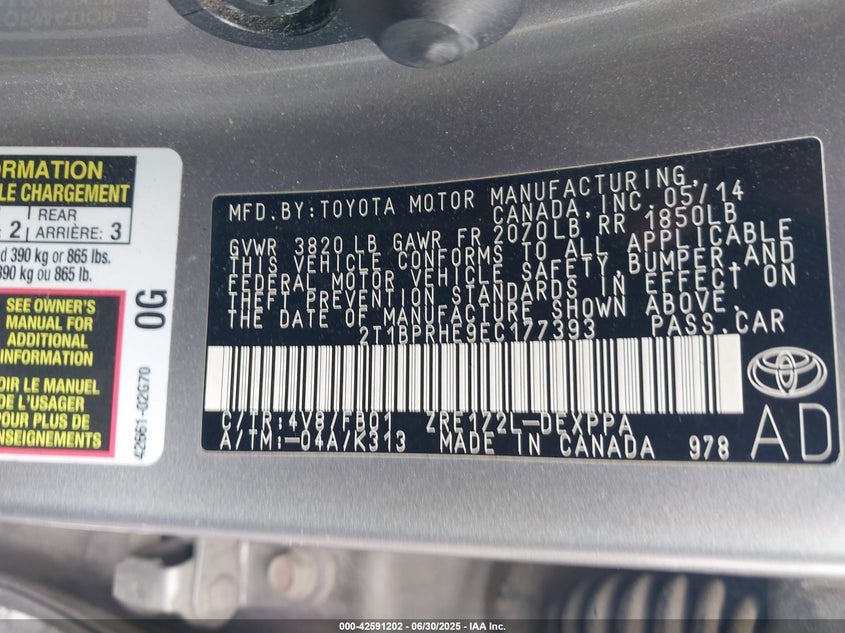 FORMATION
ORMATION
LE CHARGEMENT
REAR
2 ARRIÈRE: 3
d 390 kg or 865 lbs.
390 kg ou 865 lb.
SEE OWNER'S
MANUAL FOR
ADDITIONAL
INFORMATION
OIR LE MANUEL
DE L'USAGER
PRE DE
NSEIGNEMENTS
0G
42661-02G70
MFD.BY:TOYOTA MOTOR MANUFACTURING,
CANADA, INC. 05/14
GVWR 3820 LB GAWR FR 2070LB RR 1850LB
THIS VEHICLE CONFORMS TO ALL APPLICABLE
FEDERAL MOTOR VEHICLE SAFETY,BUMPER,AND
THEFT PREVENTION STANDARDS IN EFFECT ON
THE DATE OF MANUFACTURE SHOWN ABOVE.
2T1BPRHE9EC177393 PASS.CAR
C/TR:4V8/FB01 ZRE172L-DEXPPA
A/TM:-04A/K313 MADE IN CANADA 978
TOYOTA
AD
000-42591202 - 06/30/2025 - IAA Inc.